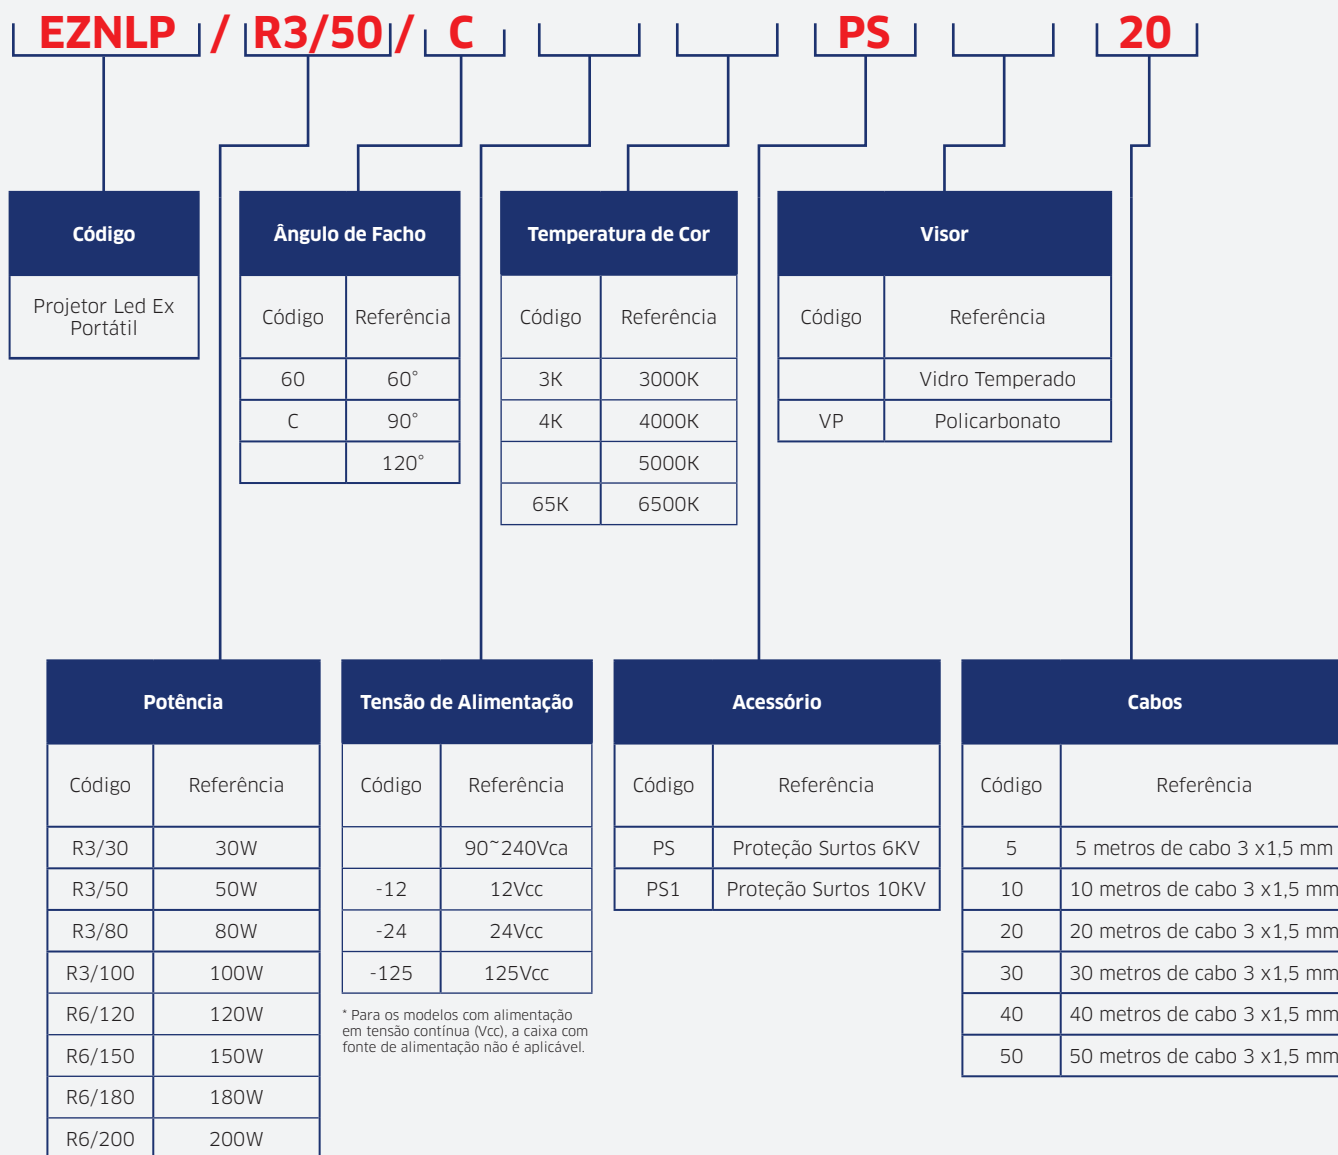 EZNLP / R3/50 / C PS 20
Código
Projetor Led Ex
Portátil
Ângulo de Facho
Código Referência
60 60°
C 90°
120°
Temperatura de Cor
Código Referência
3K 3000K
4K 4000K
5000K
65K 6500K
Visor
Código Referência
Vidro Temperado
VP Policarbonato
Potência
Código Referência
R3/30 30W
R3/50 50W
R3/80 80W
R3/100 100W
R6/120 120W
R6/150 150W
R6/180 180W
R6/200 200W
Tensão de Alimentação
Código Referência
90~240Vca
-12 12Vcc
-24 24Vcc
-125 125Vcc
* Para os modelos com alimentação
em tensão contínua (Vcc), a caixa com
fonte de alimentação não é aplicável.
Acessório
Código Referência
PS Proteção Surtos 6KV
PS1 Proteção Surtos 10KV
Cabos
Código Referência
5 5 metros de cabo 3 x1,5 mm
10 10 metros de cabo 3 x1,5 mm
20 20 metros de cabo 3 x1,5 mm
30 30 metros de cabo 3 x1,5 mm
40 40 metros de cabo 3 x1,5 mm
50 50 metros de cabo 3 x1,5 mm